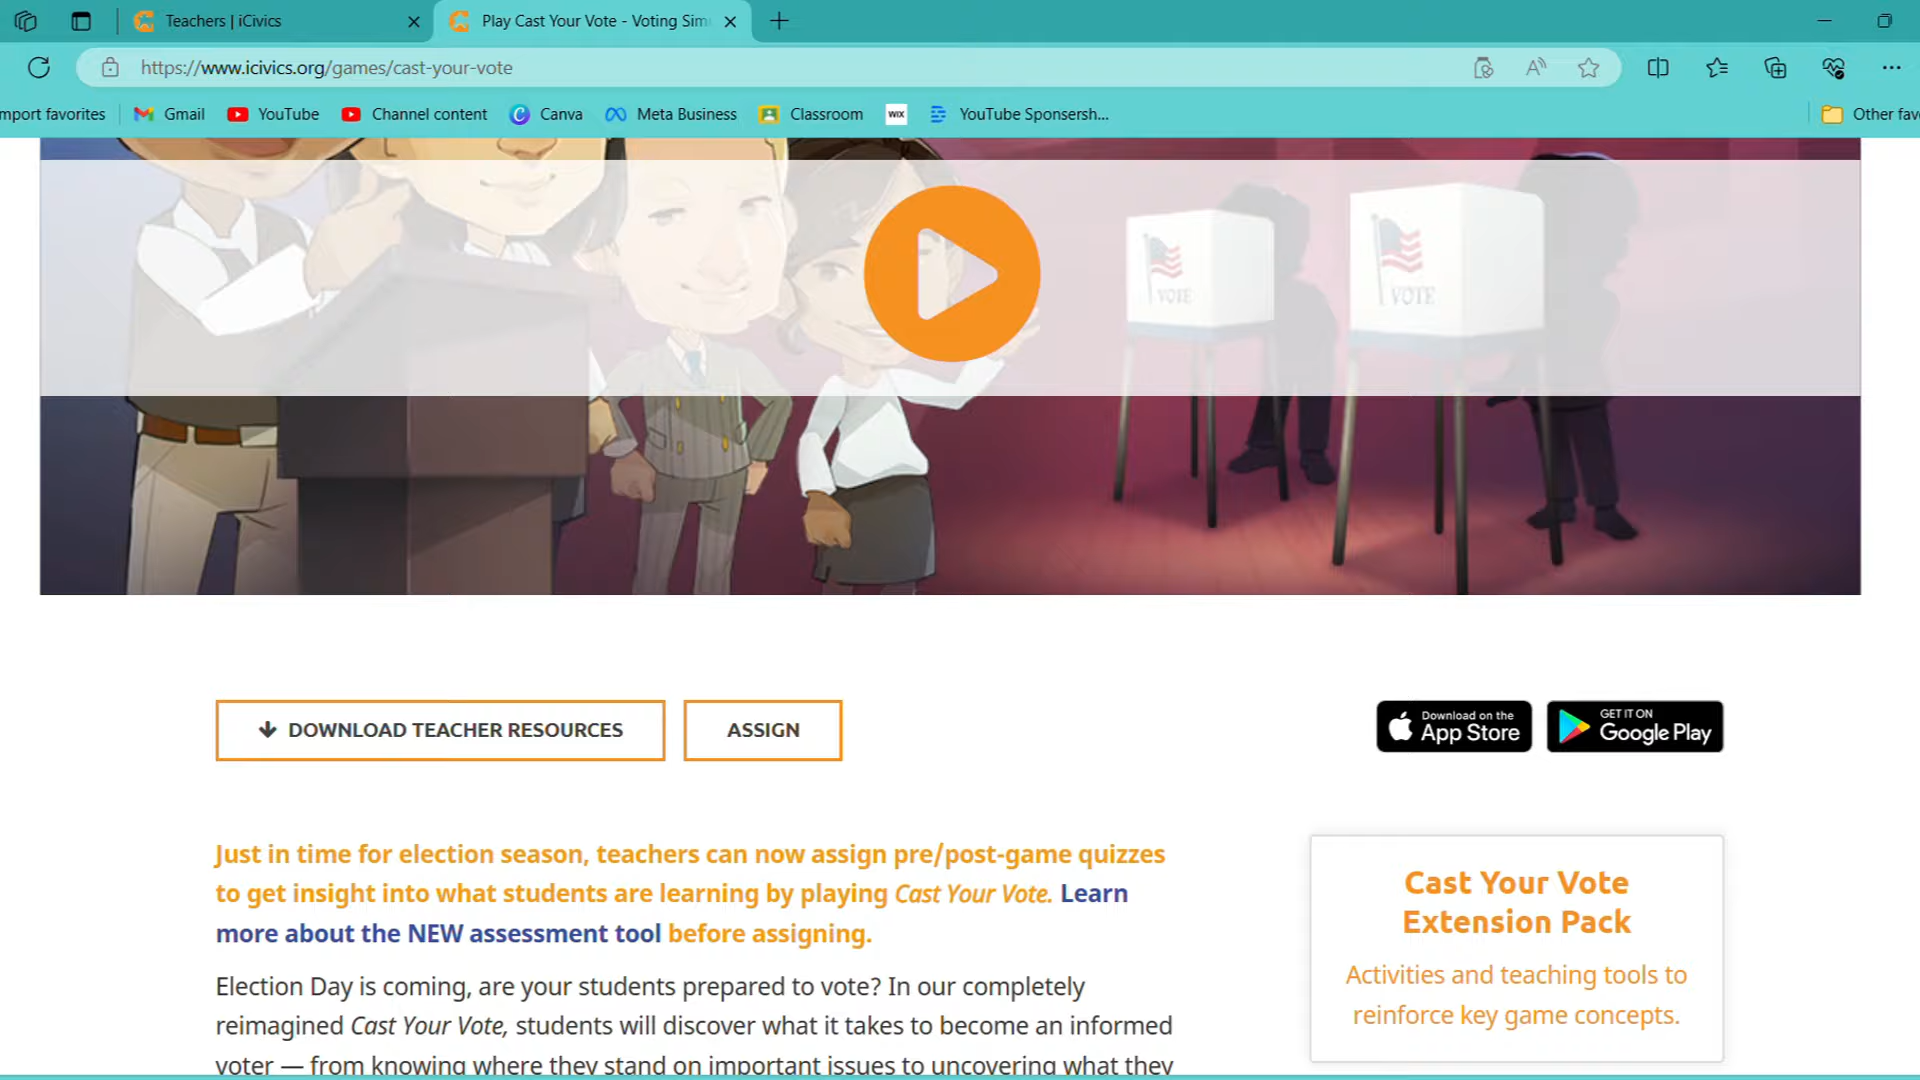 Teachers | iCivics
Play Cast Your Vote - Voting Sim
https://www.icivics.org/games/cast-your-vote
mport favorites
Gmail
YouTube
Channel content
Canva
Meta Business
Classroom
WIX
YouTube Sponsersh...
Other fav
VOTE
VOTE
DOWNLOAD TEACHER RESOURCES
ASSIGN
Download on the
App Store
GET IT ON
Google Play
Just in time for election season, teachers can now assign pre/post-game quizzes
to get insight into what students are learning by playing Cast Your Vote. Learn
more about the NEW assessment tool before assigning.
Election Day is coming, are your students prepared to vote? In our completely
reimagined Cast Your Vote, students will discover what it takes to become an informed
voter — from knowing where they stand on important issues to uncovering what they
Cast Your Vote
Extension Pack
Activities and teaching tools to
reinforce key game concepts.